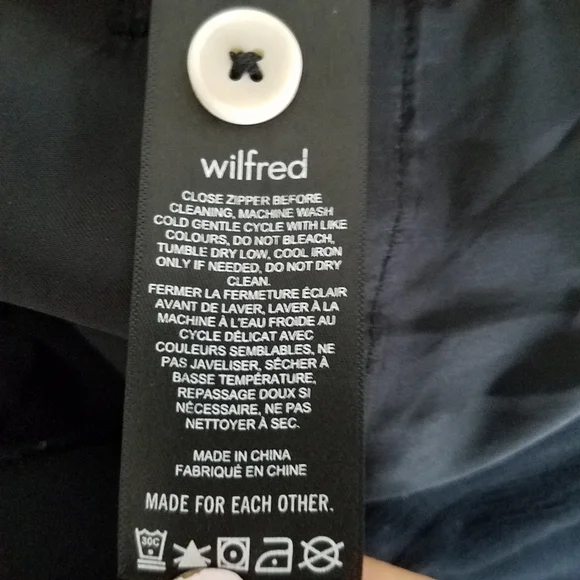 wilfred
CLOSE ZIPPER BEFORE
CLEANING, MACHINE WASH
COLD GENTLE CYCLE WITH LIKE
COLOURS, DO NOT BLEACH,
TUMBLE DRY LOW, COOL IRON
ONLY IF NEEDED, DO NOT DRY
CLEAN.
FERMER LA FERMETURE ÉCLAIR
AVANT DE LAVER, LAVER À LA
MACHINE À L'EAU FROIDE AU
CYCLE DÉLICAT AVEC
COULEURS SEMBLABLES, NE
PAS JAVELISER, SÉCHER À
BASSE TEMPÉRATURE,
REPASSAGE DOUX SI
NÉCESSAIRE, NE PAS
NETTOYER À SEC.
MADE IN CHINA
FABRIQUÉ EN CHINE
MADE FOR EACH OTHER.
30C